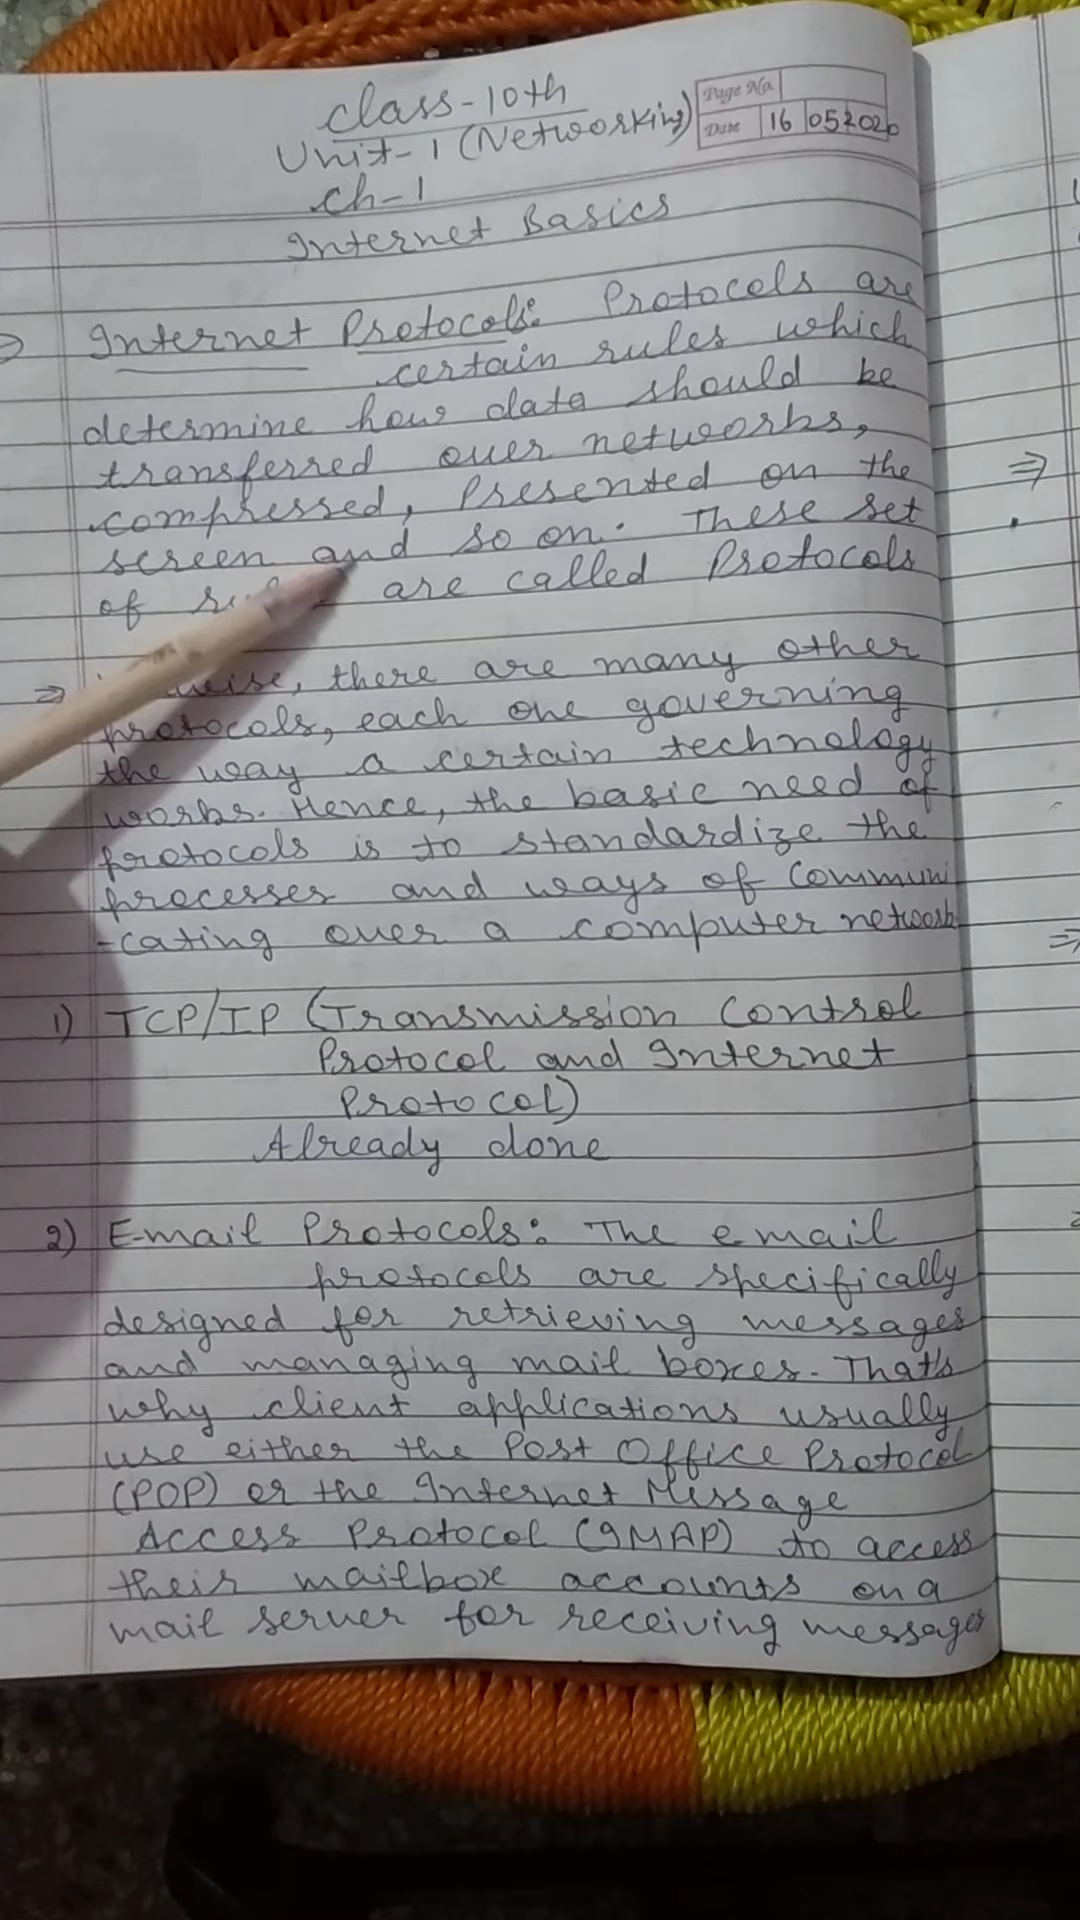 Class-10th
Unit-1 (Networking)
Page No.
Date 16 05 2020
Ch-1
Internet Basics
Internet Protocols: Protocols are
certain rules which
determine how data should be
transferred over networks,
compressed, Presented on the
screen and so on. These set
of are called Protocols
⇒ there are many other
protocols, each one governing
the way a certain technology
works. Hence, the basic need of
protocols is to standardize the
processes and ways of Communi
-cating over a computer network
1) TCP/IP (Transmission Control
Protocol and Internet
Protocol)
Already done
2) E-mail Protocols: The email
protocols are specifically
designed for retrieving messages
and managing mail boxes. That's
why client applications usually
use either the Post Office Protocol
(POP) or the Internet Message
Access Protocol (IMAP) to access
their mailbox accounts on a
mail server for receiving messages